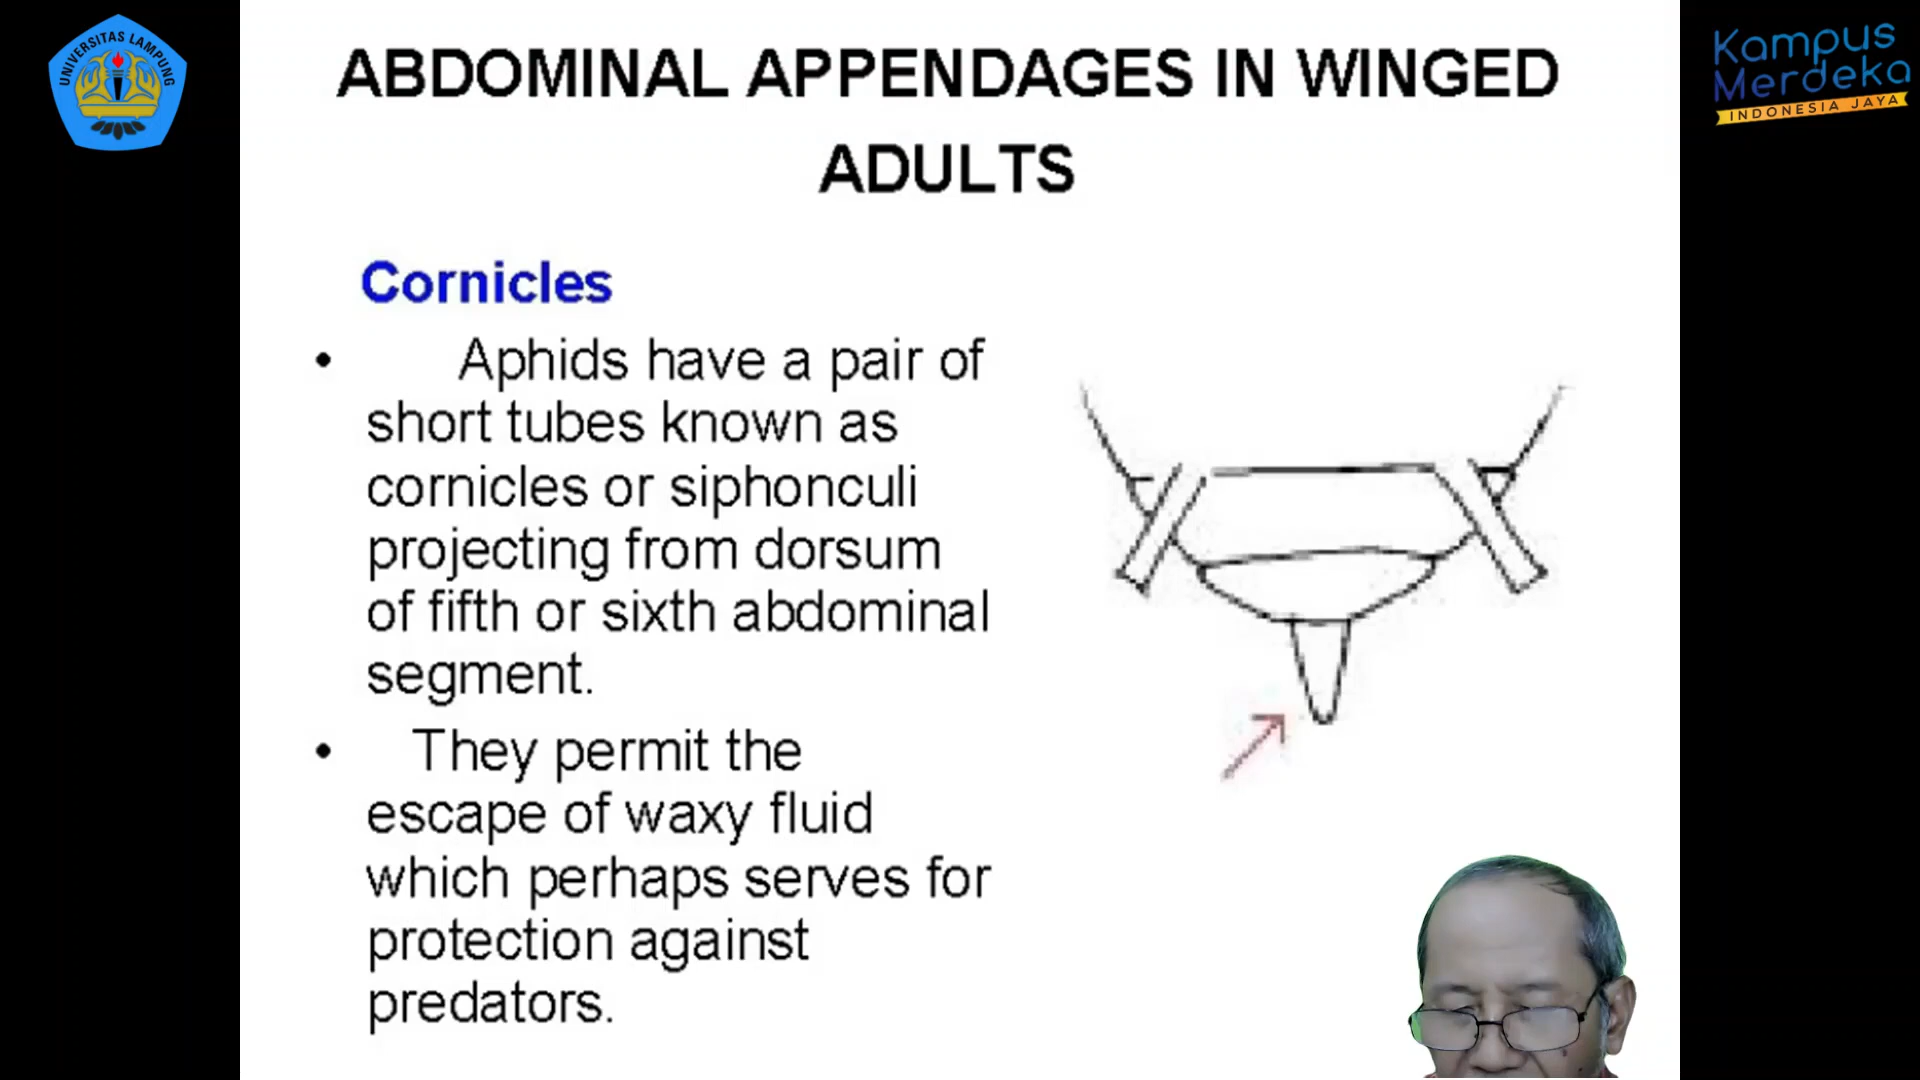 UNIVERSITAS LAMPUNG
Kampus
Merdeka
INDONESIA JAYA
ABDOMINAL APPENDAGES IN WINGED
ADULTS
Cornicles
• Aphids have a pair of
short tubes known as
cornicles or siphonculi
projecting from dorsum
of fifth or sixth abdominal
segment.
• They permit the
escape of waxy fluid
which perhaps serves for
protection against
predators.